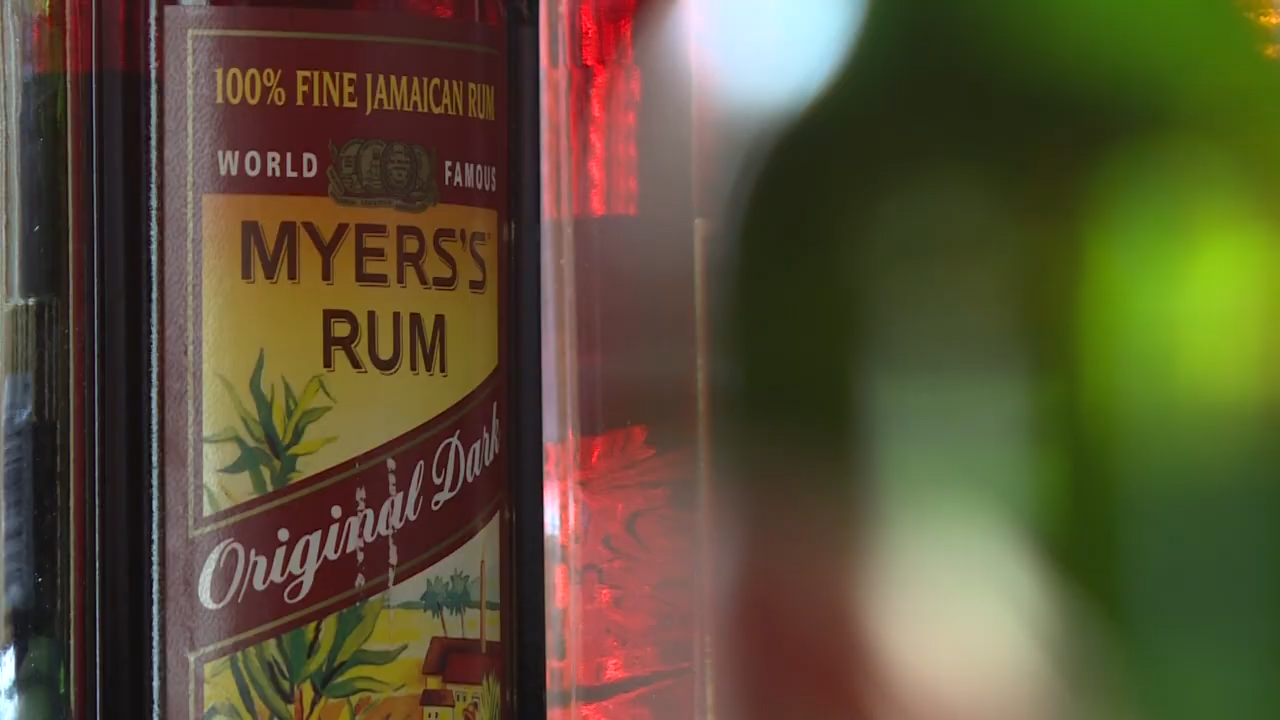 100% FINE JAMAICAN RUM
WORLD FAMOUS
MYERS'S
RUM
Original Dark